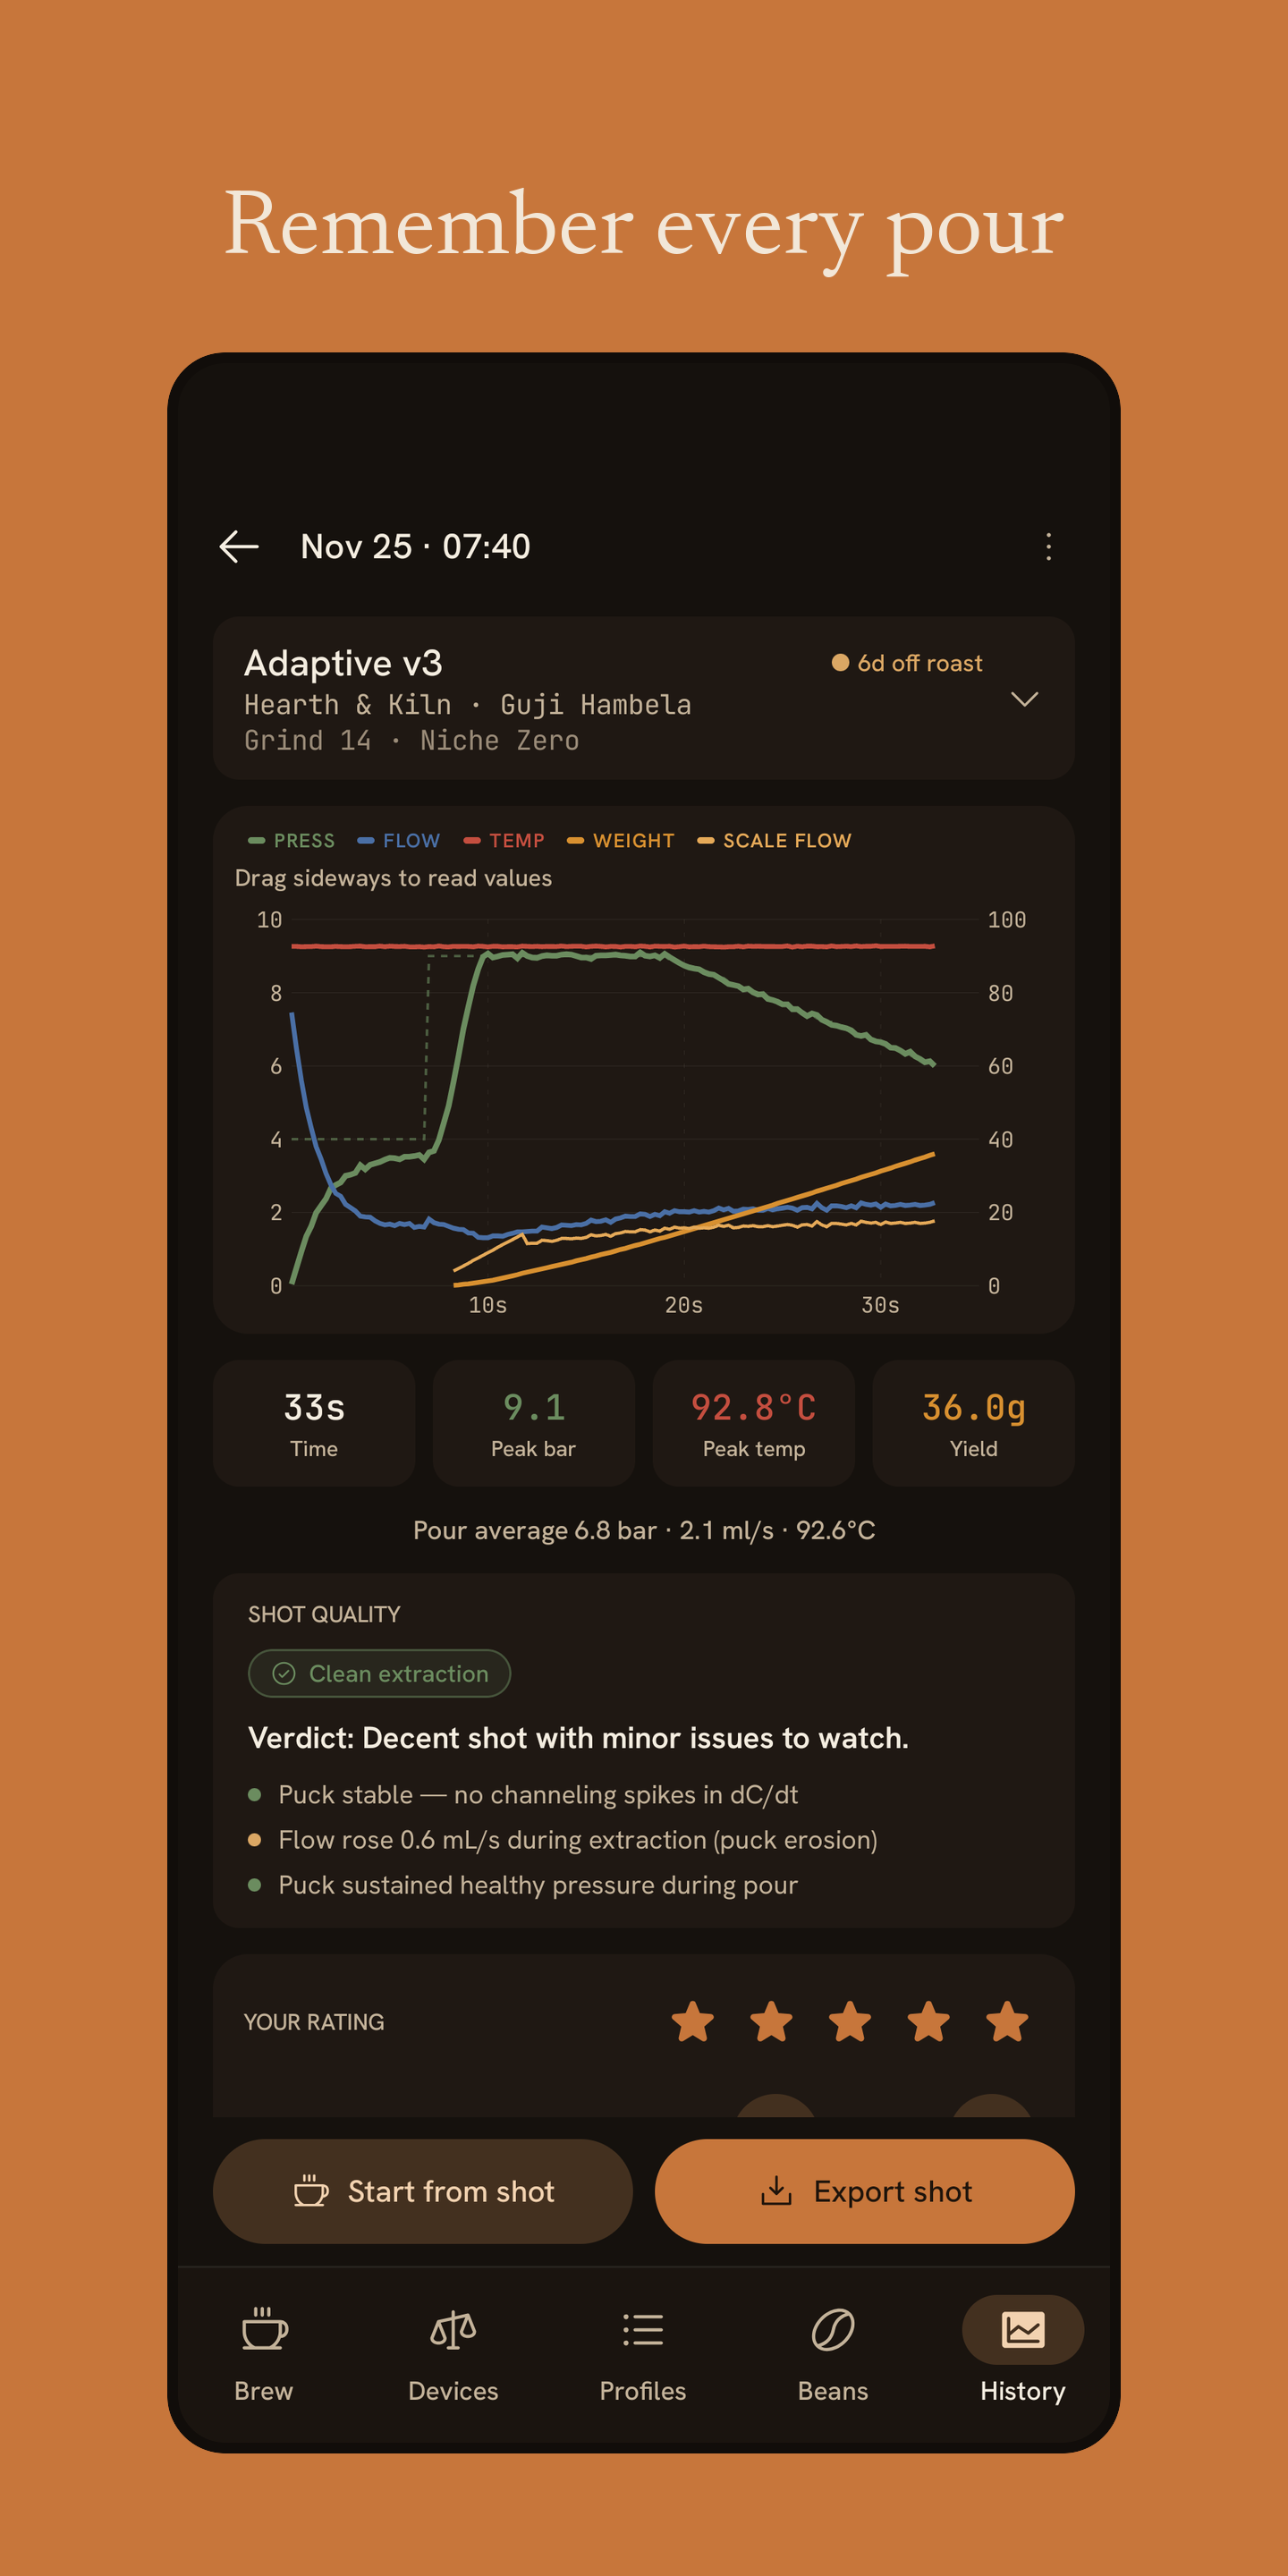 Remember every pour
Nov 25 · 07:40
Adaptive v3
6d off roast
Hearth & Kiln · Guji Hambela
Grind 14 · Niche Zero
PRESS FLOW TEMP WEIGHT SCALE FLOW
Drag sideways to read values
10 100
8 80
6 60
4 40
2 20
0 0
10s 20s 30s
33s 9.1 92.8°C 36.0g
Time Peak bar Peak temp Yield
Pour average 6.8 bar · 2.1 ml/s · 92.6°C
SHOT QUALITY
Clean extraction
Verdict: Decent shot with minor issues to watch.
Puck stable — no channeling spikes in dC/dt
Flow rose 0.6 mL/s during extraction (puck erosion)
Puck sustained healthy pressure during pour
YOUR RATING
Start from shot Export shot
Brew Devices Profiles Beans History